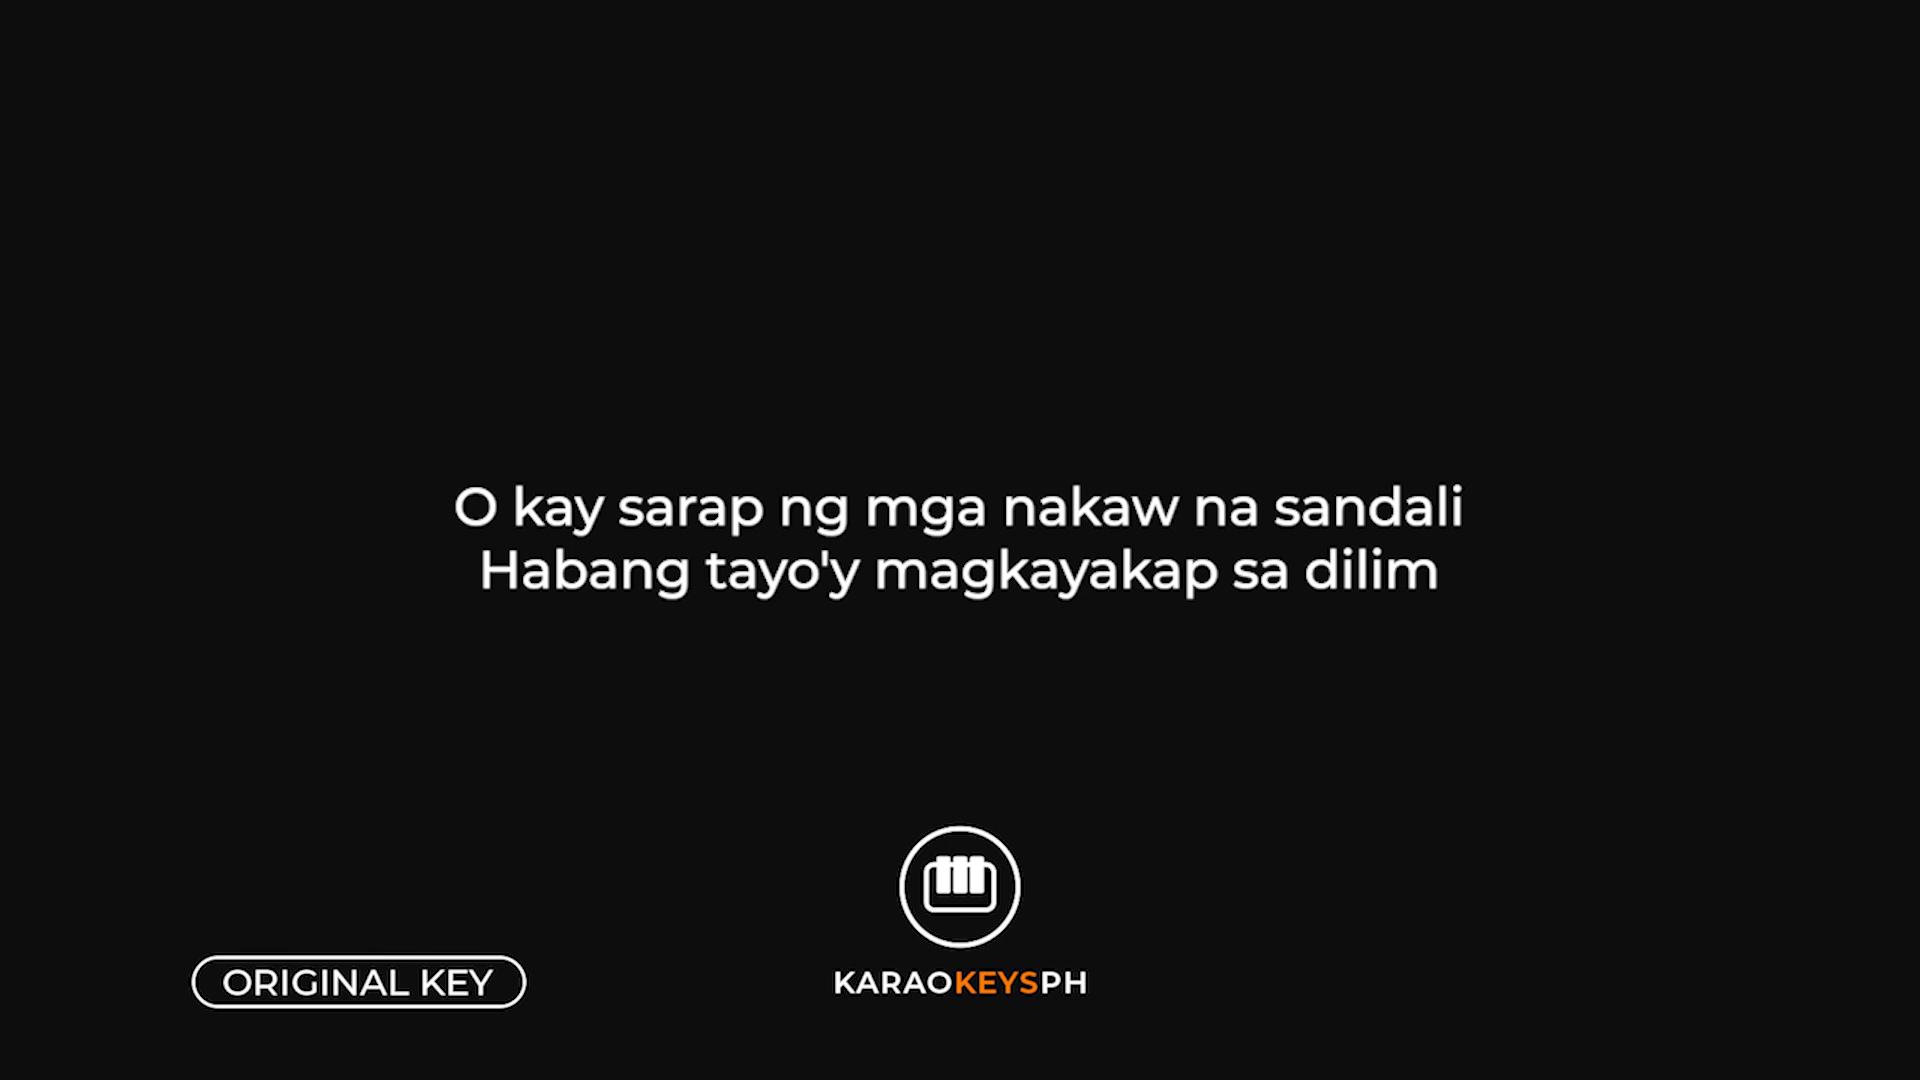 O kay sarap ng mga nakaw na sandali
Habang tayo'y magkayakap sa dilim
ORIGINAL KEY
KARAOKEYSPH